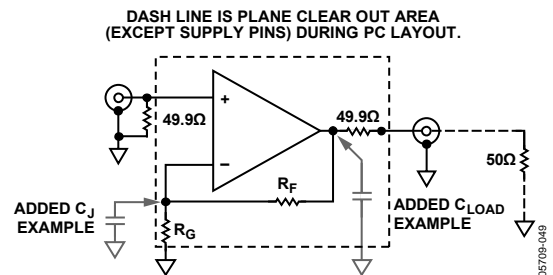 DASH LINE IS PLANE CLEAR OUT AREA
(EXCEPT SUPPLY PINS) DURING PC LAYOUT.
+
49.9Ω
49.9Ω
–
50Ω
RF
ADDED CJ
EXAMPLE
RG
ADDED CLOAD
EXAMPLE
05709-049